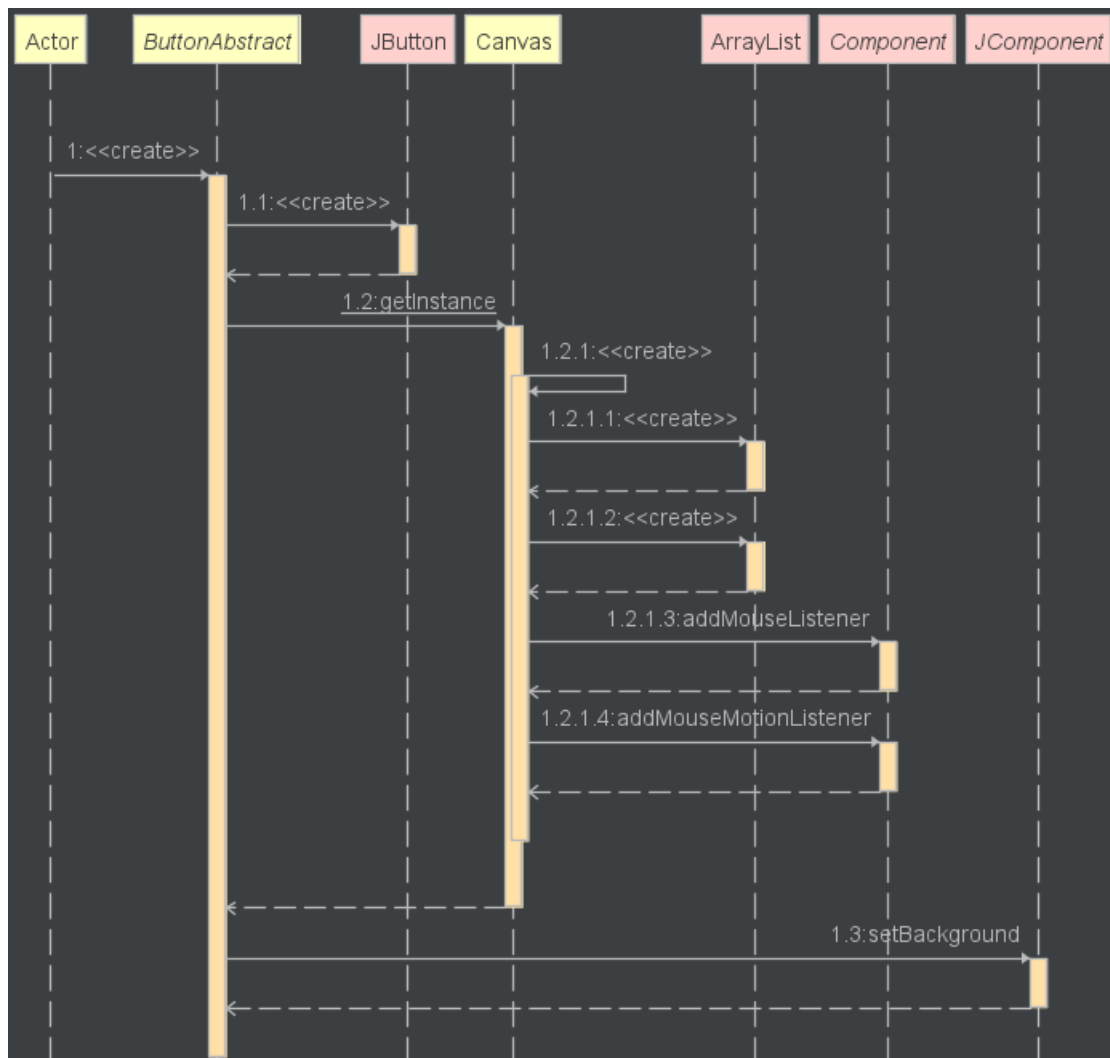 Actor ButtonAbstract JButton Canvas ArrayList Component JComponent
1:<<create>>
1.1:<<create>>
1.2:getInstance
1.2.1:<<create>>
1.2.1.1:<<create>>
1.2.1.2:<<create>>
1.2.1.3:addMouseListener
1.2.1.4:addMouseMotionListener
1.3:setBackground